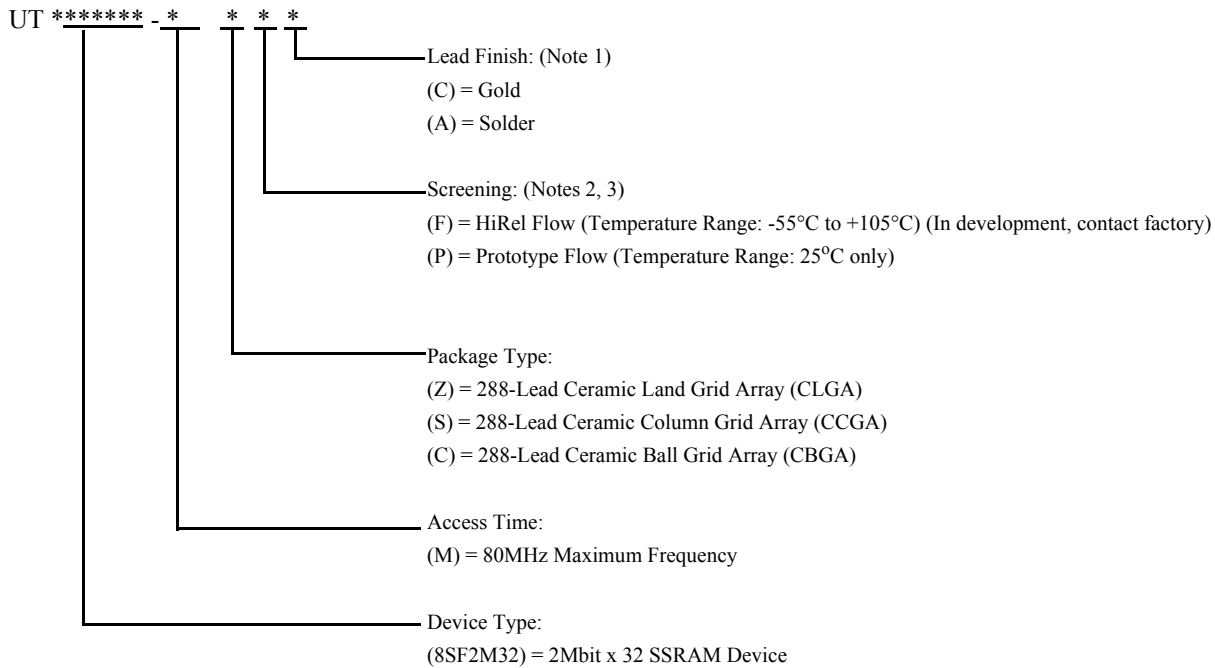 UT ******** - * * * *
Lead Finish: (Note 1)
(C) = Gold
(A) = Solder
Screening: (Notes 2, 3)
(F) = HiRel Flow (Temperature Range: -55°C to +105°C) (In development, contact factory)
(P) = Prototype Flow (Temperature Range: 25°C only)
Package Type:
(Z) = 288-Lead Ceramic Land Grid Array (CLGA)
(S) = 288-Lead Ceramic Column Grid Array (CCGA)
(C) = 288-Lead Ceramic Ball Grid Array (CBGA)
Access Time:
(M) = 80MHz Maximum Frequency
Device Type:
(8SF2M32) = 2Mbit x 32 SSRAM Device